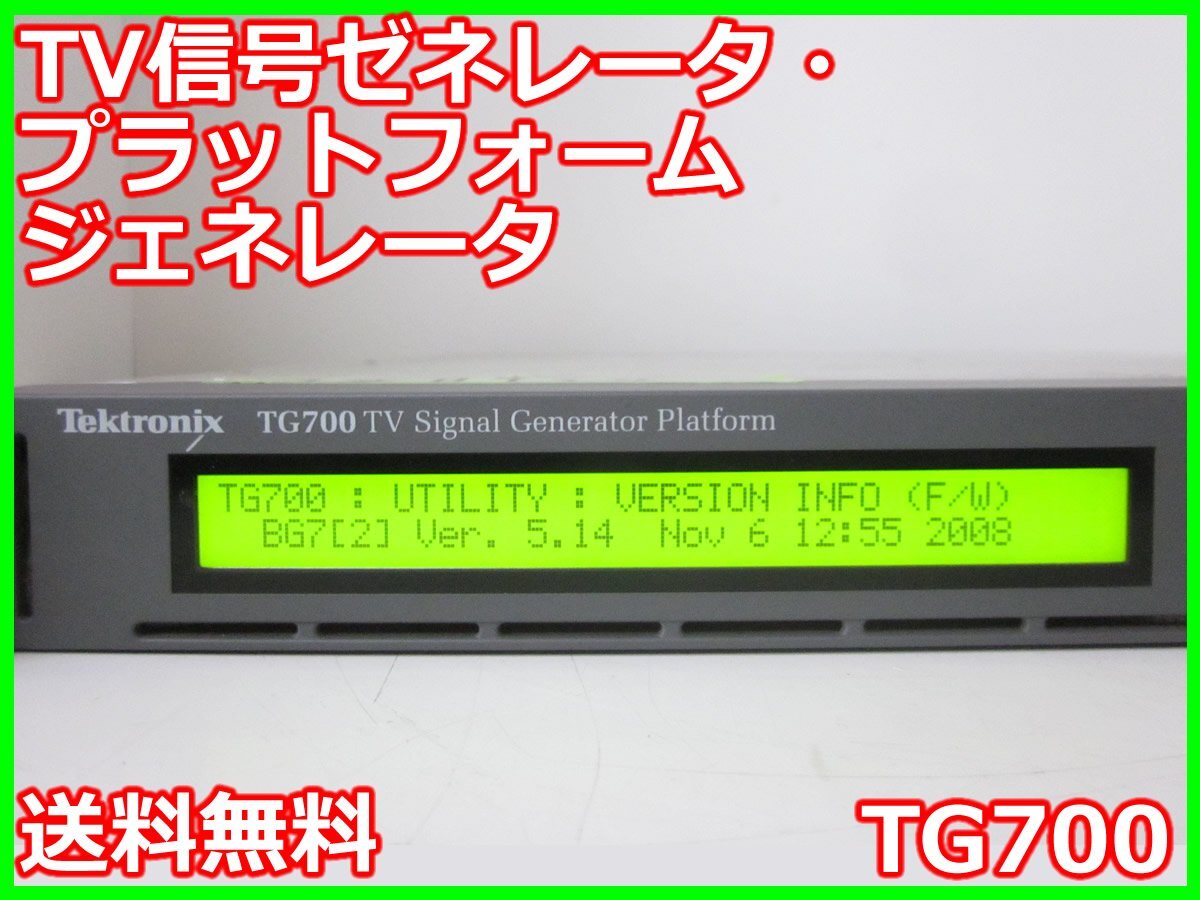 TV信号ゼネレータ・
プラットフォーム
ジェネレータ
Tektronix TG700 TV Signal Generator Platform
TG700 : UTILITY : VERSION INFO (F/W)
BG7[2] Ver. 5.14 Nov 6 12:55 2008
送料無料
TG700